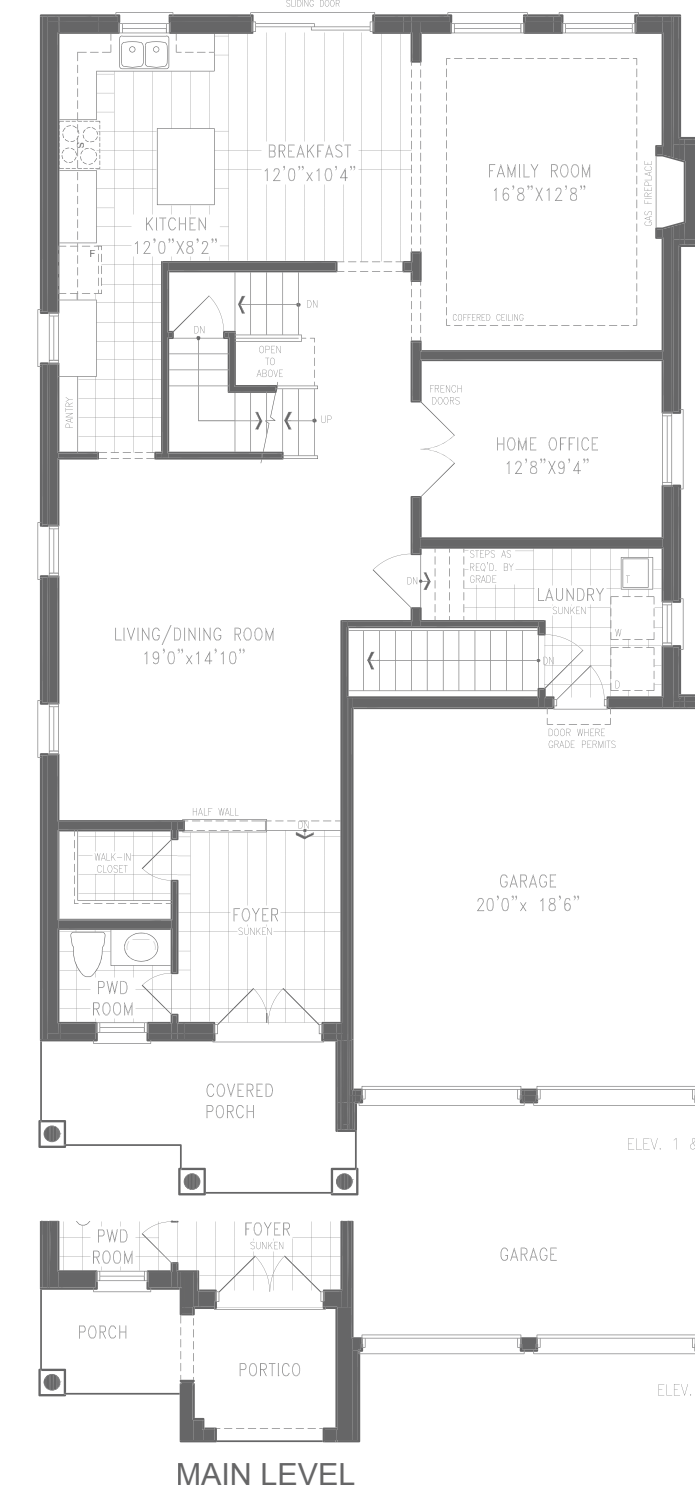 SLIDING DOOR
BREAKFAST
12'0"x10'4"
FAMILY ROOM
16'8"X12'8"
GAS FIREPLACE
S
KITCHEN
12'0"X8'2"
F
DN
COFFERED CEILING
DN
OPEN
TO
ABOVE
FRENCH
DOORS
PANTRY
UP
HOME OFFICE
12'8"X9'4"
STEPS AS
REQ'D. BY
GRADE
DN
T
LAUNDRY
SUNKEN
LIVING/DINING ROOM
19'0"x14'10"
W
DN
D
DOOR WHERE
GRADE PERMITS
HALF WALL
DN
WALK-IN
CLOSET
GARAGE
20'0"x 18'6"
FOYER
SUNKEN
PWD
ROOM
COVERED
PORCH
ELEV. 1 &
FOYER
SUNKEN
PWD
ROOM
GARAGE
PORCH
PORTICO
ELEV.
MAIN LEVEL